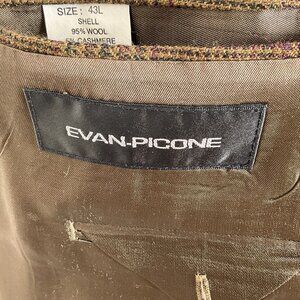 SIZE: 43L
SHELL
95% WOOL
5% CASHMERE
EVAN-PICONE